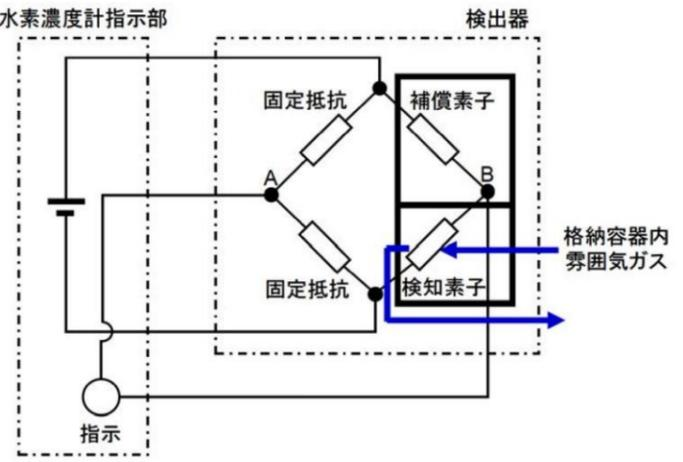 水素濃度計指示部
検出器
固定抵抗
補償素子
A
B
格納容器内
雰囲気ガス
固定抵抗
検知素子
指示